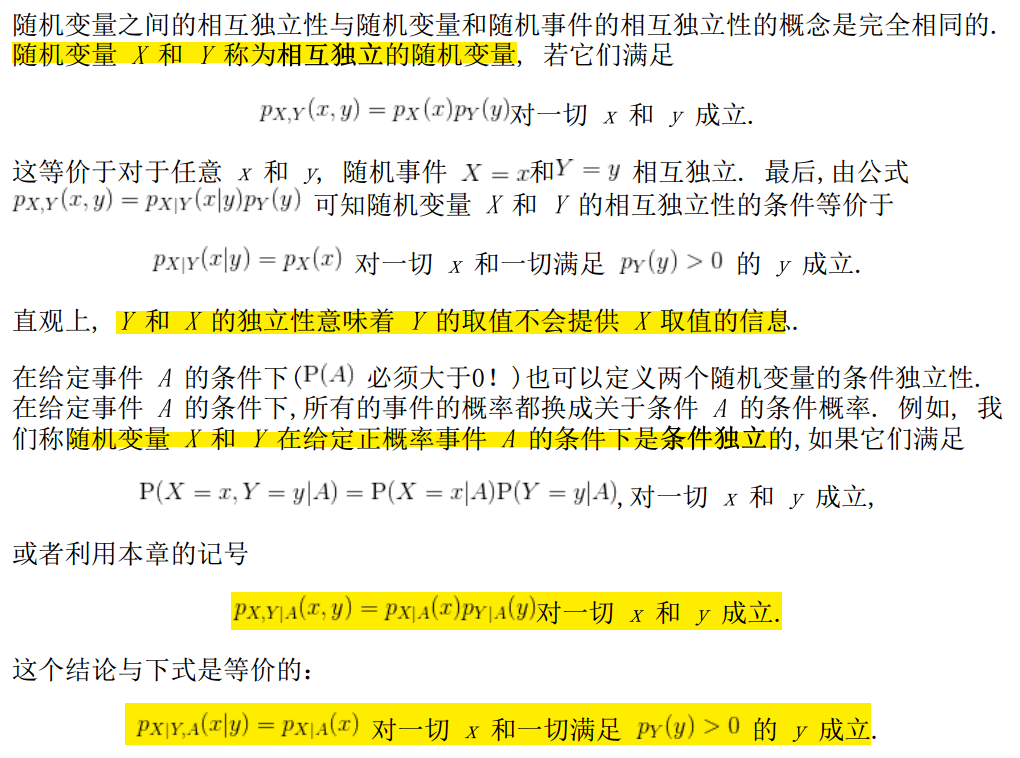 随机变量之间的相互独立性与随机变量和随机事件的相互独立性的概念是完全相同的.
随机变量 X 和 Y 称为相互独立的随机变量, 若它们满足
p_{X,Y}(x,y) = p_X(x)p_Y(y)对一切 x 和 y 成立.
这等价于对于任意 x 和 y, 随机事件 X = x和Y = y 相互独立. 最后,由公式
p_{X,Y}(x,y) = p_{X|Y}(x|y)p_Y(y) 可知随机变量 X 和 Y 的相互独立性的条件等价于
p_{X|Y}(x|y) = p_X(x) 对一切 x 和一切满足 p_Y(y) > 0 的 y 成立.
直观上, Y 和 X 的独立性意味着 Y 的取值不会提供 X 取值的信息.
在给定事件 A 的条件下(P(A) 必须大于0! )也可以定义两个随机变量的条件独立性.
在给定事件 A 的条件下,所有的事件的概率都换成关于条件 A 的条件概率. 例如, 我
们称随机变量 X 和 Y 在给定正概率事件 A 的条件下是条件独立的,如果它们满足
P(X = x, Y = y|A) = P(X = x|A)P(Y = y|A),对一切 x 和 y 成立,
或者利用本章的记号
p_{X,Y|A}(x,y) = p_{X|A}(x)p_{Y|A}(y)对一切 x 和 y 成立.
这个结论与下式是等价的:
p_{X|Y,A}(x|y) = p_{X|A}(x) 对一切 x 和一切满足 p_Y(y) > 0 的 y 成立.